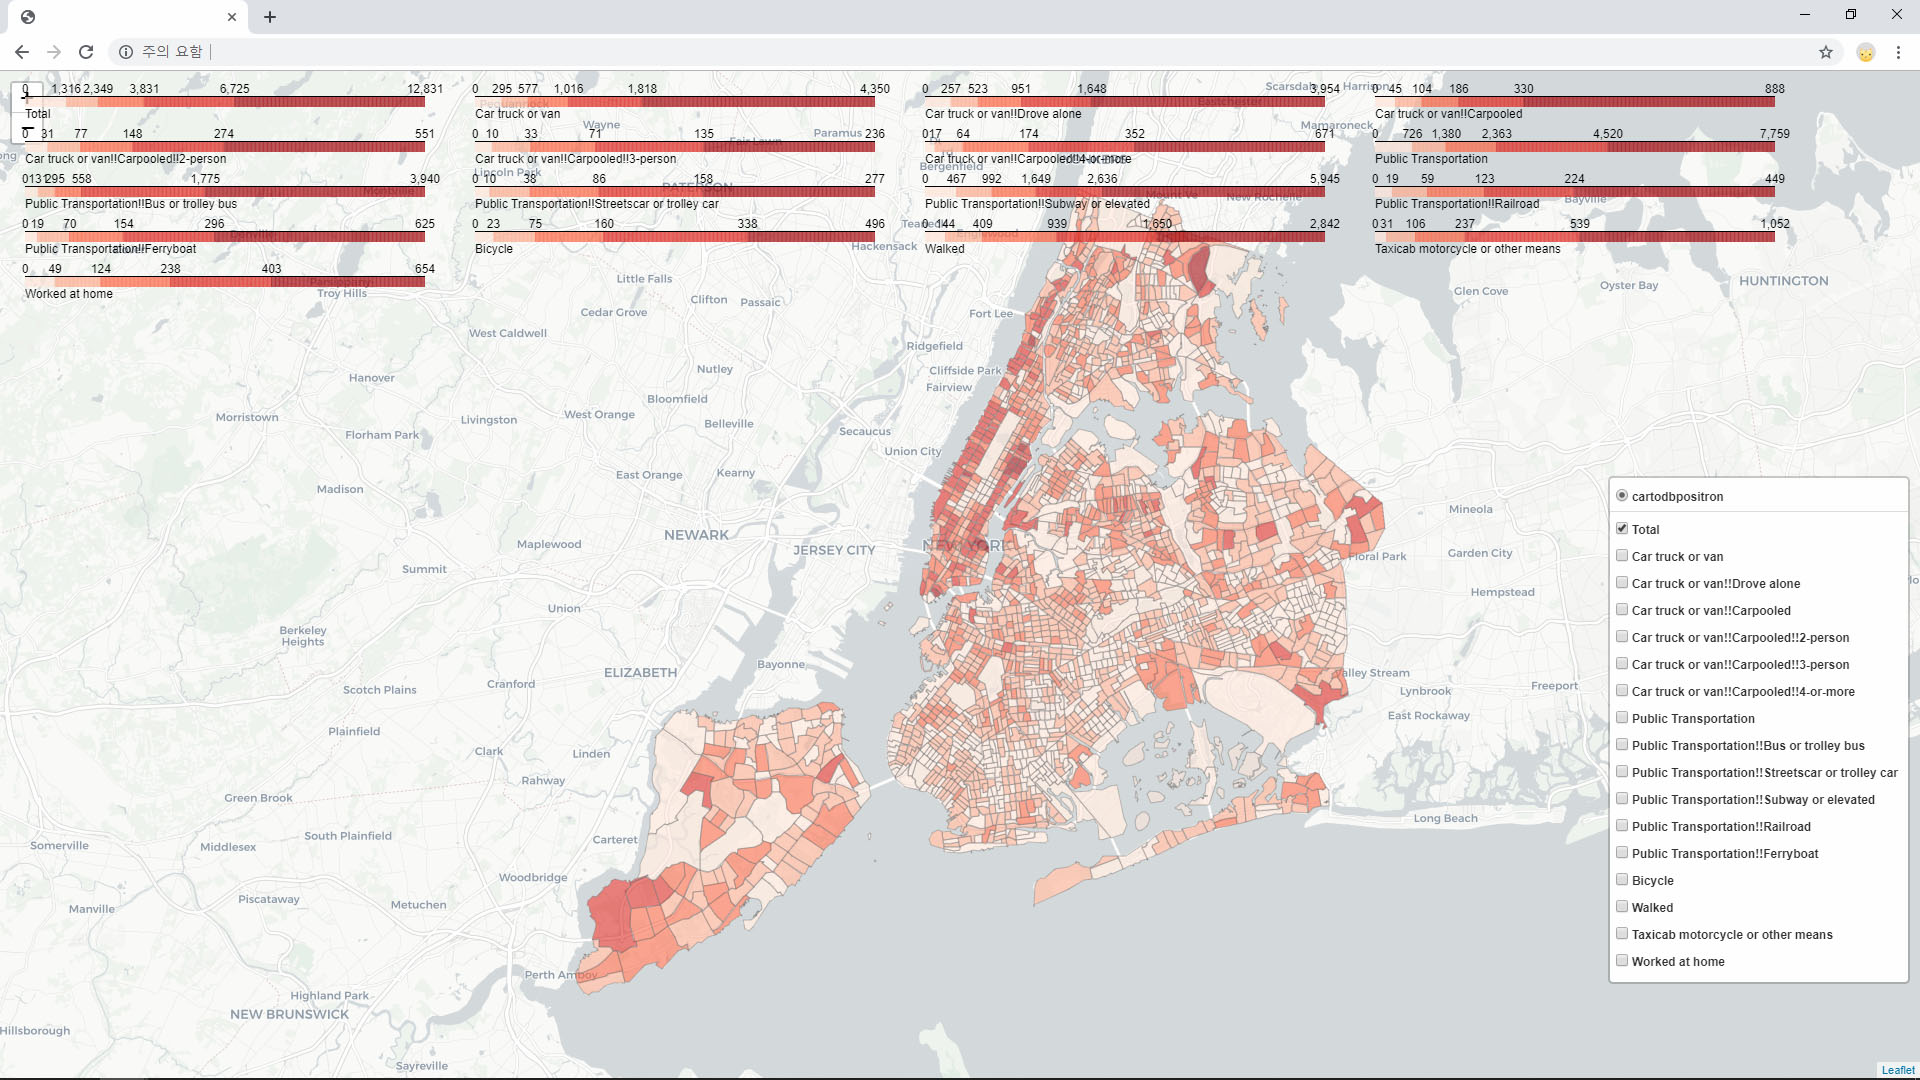 주의 요함
0 1,316 2,349 3,831 6,725 12,831
Total
0 295 577 1,016 1,818 4,350
Car truck or van
0 257 523 951 1,648 3,954
Car truck or van!!Drove alone
0 45 104 186 330 888
Car truck or van!!Carpooled
0 31 77 148 274 551
Car truck or van!!Carpooled!!2-person
0 10 33 71 135 236
Car truck or van!!Carpooled!!3-person
0 17 64 174 352 671
Car truck or van!!Carpooled!!4-or-more
0 726 1,380 2,363 4,520 7,759
Public Transportation
0 131 295 558 1,775 3,940
Public Transportation!!Bus or trolley bus
0 10 38 86 158 277
Public Transportation!!Streetscar or trolley car
0 467 992 1,649 2,636 5,945
Public Transportation!!Subway or elevated
0 19 59 123 224 449
Public Transportation!!Railroad
0 19 70 154 296 625
Public Transportation!!Ferryboat
0 23 75 160 338 496
Bicycle
0 144 409 939 1,650 2,842
Walked
0 31 106 237 539 1,052
Taxicab motorcycle or other means
0 49 124 238 403 654
Worked at home
Pequannock
Wayne
Fair Lawn
Paramus
Eastchester
Scarsdale
Harrison
Mamaroneck
Lincoln Park
PATERSON
Bergenfield
Mount Ve
New Rochelle
Bayville
Montville
Denville
Hackensack
Englewood
Parsippany
Troy Hills
Little Falls
Clifton
Passaic
Cedar Grove
Fort Lee
Glen Cove
Oyster Bay
HUNTINGTON
West Caldwell
Ridgefield
Hanover
Nutley
Cliffside Park
Fairview
Bloomfield
Morristown
Livingston
West Orange
Belleville
Florham Park
Secaucus
Union City
East Orange
Kearny
Madison
Mineola
NEWARK
Maplewood
JERSEY CITY
NEW YORK
Floral Park
Garden City
Summit
Hempstead
Union
Berkeley
Heights
ELIZABETH
Bayonne
Valley Stream
Scotch Plains
Cranford
Lynbrook
Freeport
East Rockaway
Plainfield
Clark
Linden
Rahway
Green Brook
Long Beach
South Plainfield
Carteret
Somerville
Middlesex
Woodbridge
Piscataway
Metuchen
Manville
Perth Amboy
Highland Park
NEW BRUNSWICK
Hillsborough
Sayreville
cartodbpositron
Total
Car truck or van
Car truck or van!!Drove alone
Car truck or van!!Carpooled
Car truck or van!!Carpooled!!2-person
Car truck or van!!Carpooled!!3-person
Car truck or van!!Carpooled!!4-or-more
Public Transportation
Public Transportation!!Bus or trolley bus
Public Transportation!!Streetscar or trolley car
Public Transportation!!Subway or elevated
Public Transportation!!Railroad
Public Transportation!!Ferryboat
Bicycle
Walked
Taxicab motorcycle or other means
Worked at home
Leaflet